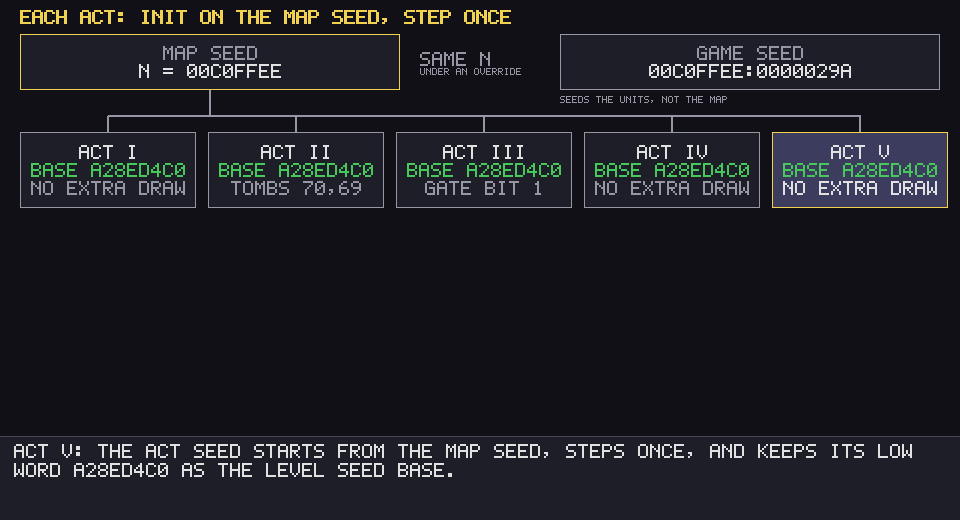 EACH ACT: INIT ON THE MAP SEED, STEP ONCE
MAP SEED
N = 00C0FFEE
SAME N
UNDER AN OVERRIDE
GAME SEED
00C0FFEE:0000029A
SEEDS THE UNITS, NOT THE MAP
ACT I
BASE A28ED4C0
NO EXTRA DRAW
ACT II
BASE A28ED4C0
TOMBS 70,69
ACT III
BASE A28ED4C0
GATE BIT 1
ACT IV
BASE A28ED4C0
NO EXTRA DRAW
ACT V
BASE A28ED4C0
NO EXTRA DRAW
ACT V: THE ACT SEED STARTS FROM THE MAP SEED, STEPS ONCE, AND KEEPS ITS LOW
WORD A28ED4C0 AS THE LEVEL SEED BASE.